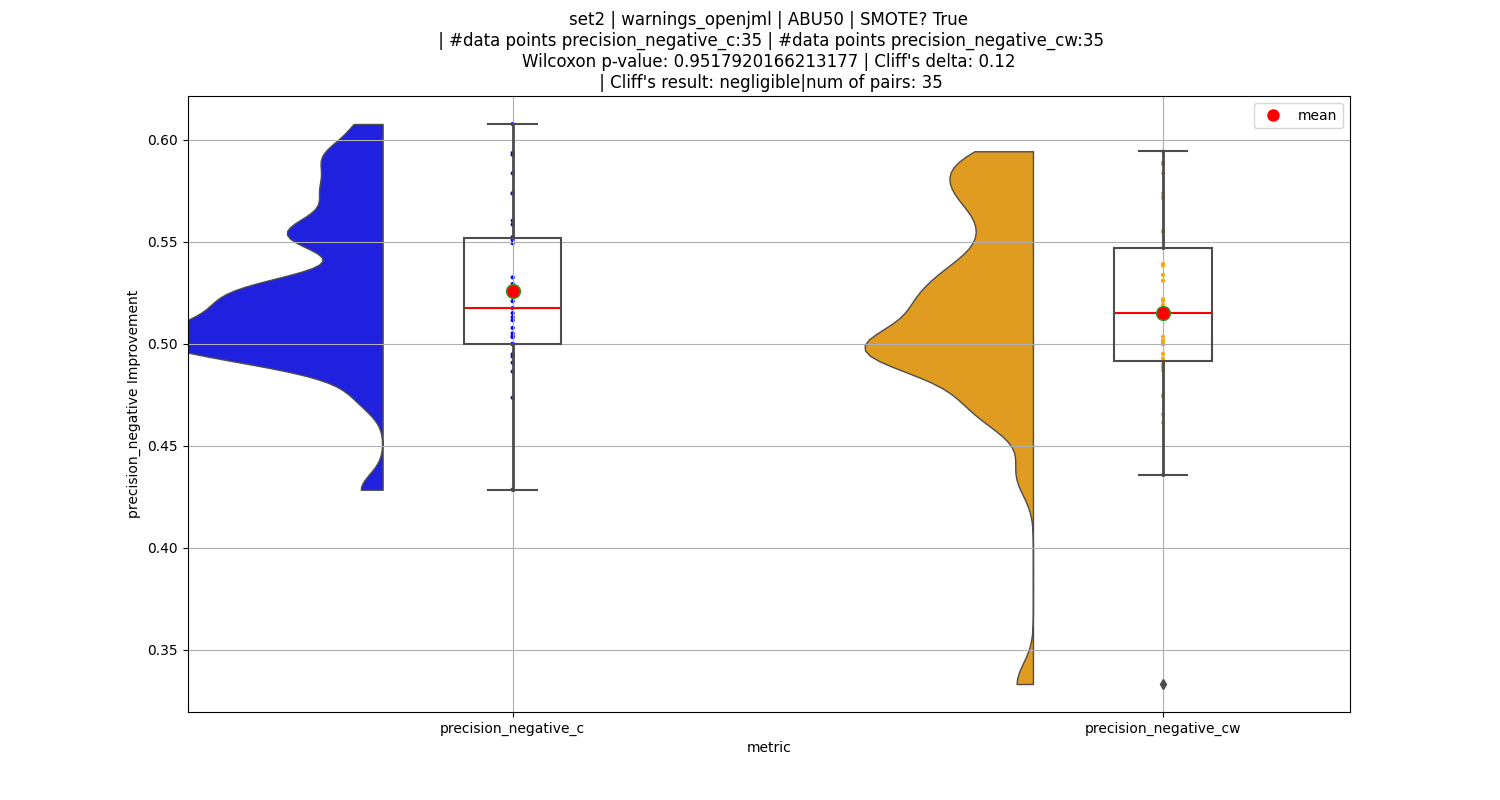 set2 | warnings_openjml | ABU50 | SMOTE? True
| #data points precision_negative_c:35 | #data points precision_negative_cw:35
Wilcoxon p-value: 0.9517920166213177 | Cliff's delta: 0.12
| Cliff's result: negligible|num of pairs: 35
mean
0.60
0.55
0.50
0.45
0.40
0.35
precision_negative Improvement
precision_negative_c
precision_negative_cw
metric